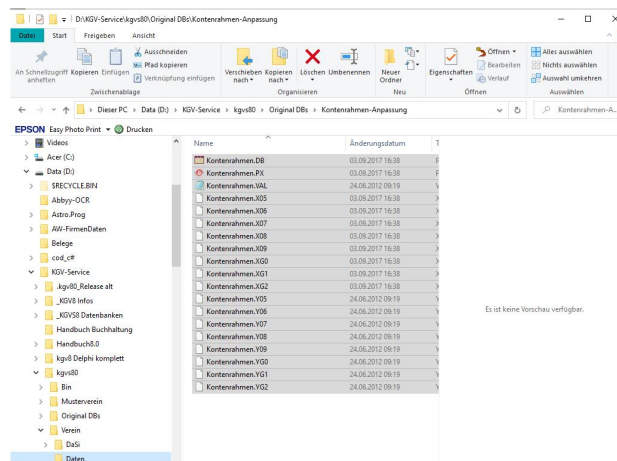 D:\KGV-Service\kgvs80\Original DBs\Kontenrahmen-Anpassung
Datei Start Freigeben Ansicht
An Schnellzugriff anheften
Kopieren
Einfügen
Ausschneiden
Pfad kopieren
Verknüpfung einfügen
Zwischenablage
Verschieben nach
Kopieren nach
Löschen
Umbenennen
Organisieren
Neuer Ordner
Neu
Eigenschaften
Öffnen
Bearbeiten
Verlauf
Öffnen
Alles auswählen
Nichts auswählen
Auswahl umkehren
Auswählen
Dieser PC > Data (D:) > KGV-Service > kgvs80 > Original DBs > Kontenrahmen-Anpassung
Kontenrahmen-A...
EPSON Easy Photo Print Drucken
Videos
Acer (C:)
Data (D:)
$RECYCLE.BIN
Abbyy-OCR
Astro.Prog
AW-FirmenDaten
Belege
cod_c#
KGV-Service
.kgv80_Release alt
_KGV8 Infos
_KGVS8 Datenbanken
Handbuch Buchhaltung
Handbuch8.0
kgv8 Delphi komplett
kgvs80
Bin
Musterverein
Original DBs
Verein
DaSi
Daten
Name Änderungsdatum
Kontenrahmen.DB 03.09.2017 16:38
Kontenrahmen.PX 03.09.2017 16:38
Kontenrahmen.VAL 24.06.2012 09:19
Kontenrahmen.X05 03.09.2017 16:38
Kontenrahmen.X06 03.09.2017 16:38
Kontenrahmen.X07 03.09.2017 16:38
Kontenrahmen.X08 03.09.2017 16:38
Kontenrahmen.X09 03.09.2017 16:38
Kontenrahmen.XG0 03.09.2017 16:38
Kontenrahmen.XG1 03.09.2017 16:38
Kontenrahmen.XG2 03.09.2017 16:38
Kontenrahmen.Y05 24.06.2012 09:19
Kontenrahmen.Y06 24.06.2012 09:19
Kontenrahmen.Y07 24.06.2012 09:19
Kontenrahmen.Y08 24.06.2012 09:19
Kontenrahmen.Y09 24.06.2012 09:19
Kontenrahmen.YG0 24.06.2012 09:19
Kontenrahmen.YG1 24.06.2012 09:19
Kontenrahmen.YG2 24.06.2012 09:19
Es ist keine Vorschau verfügbar.